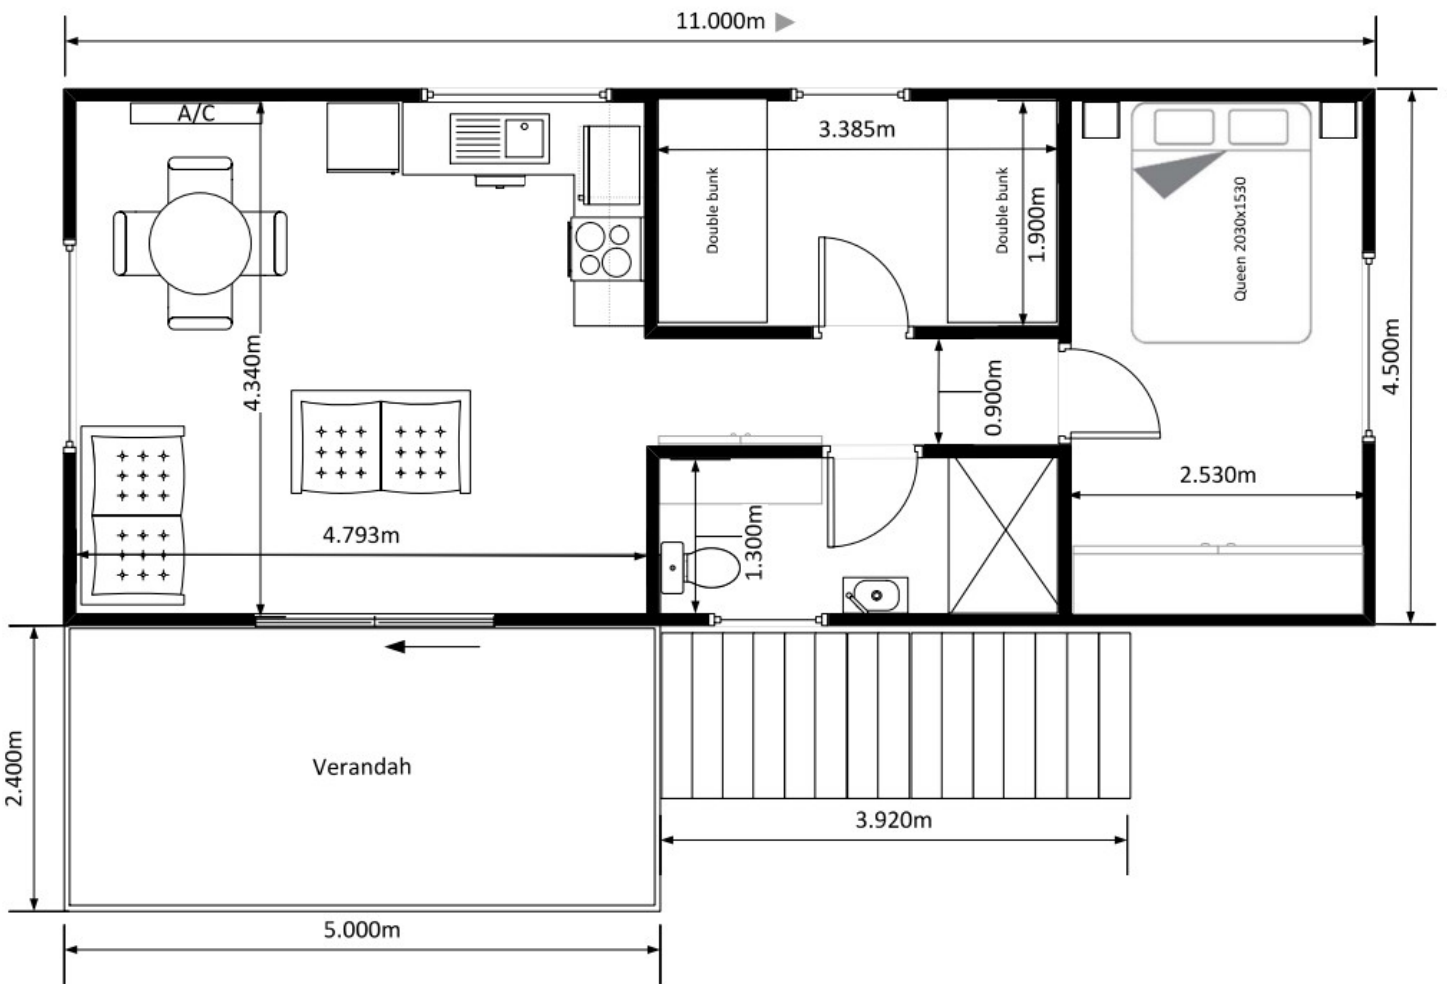 11.000m
A/C
3.385m
Double bunk
Double bunk
1.900m
Queen 2030x1530
4.340m
0.900m
4.500m
2.530m
4.793m
1.300m
2.400m
Verandah
3.920m
5.000m